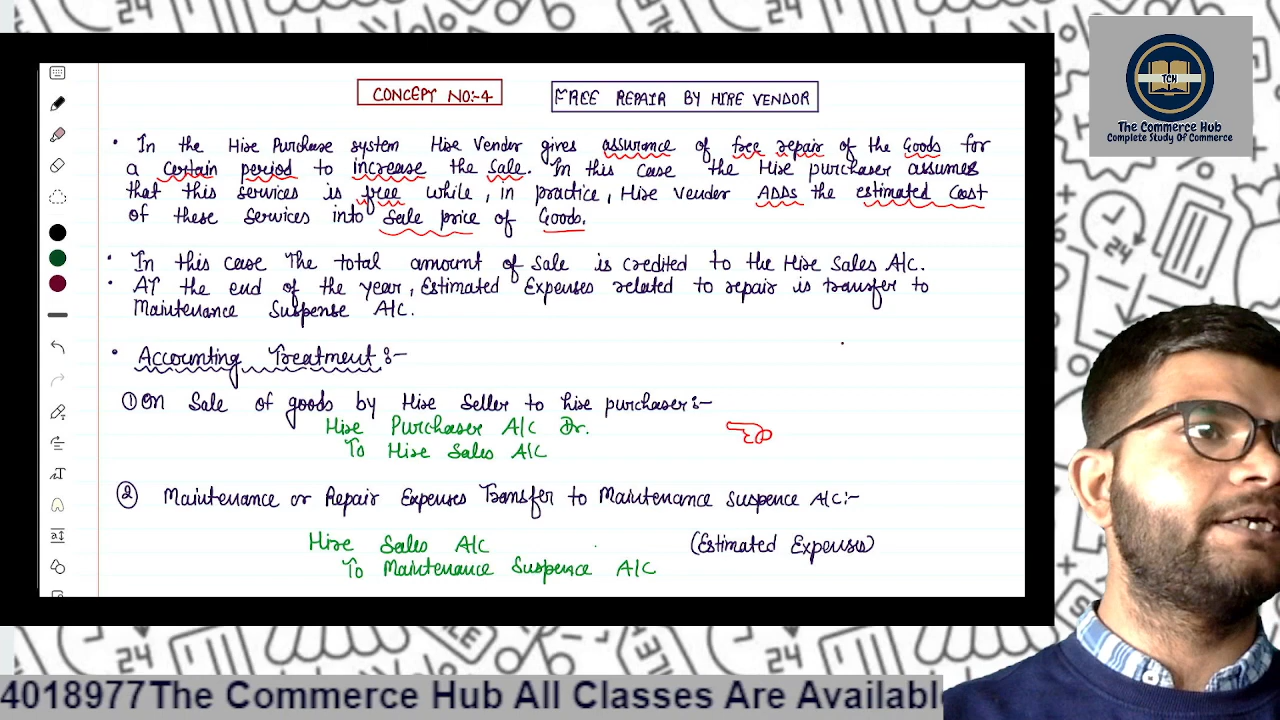 CONCEPT NO:-4
FREE REPAIR BY HIRE VENDOR
• In the Hire Purchase system Hire Vendor gives assurance of free repair of the Goods for
a certain period to increase the Sale. In this case the Hire purchaser assumes
that this services is free while, in practice, Hire Vendor ADDs the estimated cost
of these services into Sale price of Goods.
• In this case The total amount of Sale is credited to the Hire Sales A/C.
• AT the end of the year, Estimated Expenses related to repair is transfer to
Maintenance Suspense A/C.
• Accounting Treatment:-
① On Sale of goods by Hire Seller to hire purchaser:-
Hire Purchaser A/C Dr.
To Hire Sales A/C
② Maintenance or Repair Expenses Transfer to Maintenance Suspence A/C:-
Hire Sales A/C (Estimated Expenses)
To Maintenance Suspence A/C
TCH
The Commerce Hub
Complete Study Of Commerce
4018977 The Commerce Hub All Classes Are Availabl